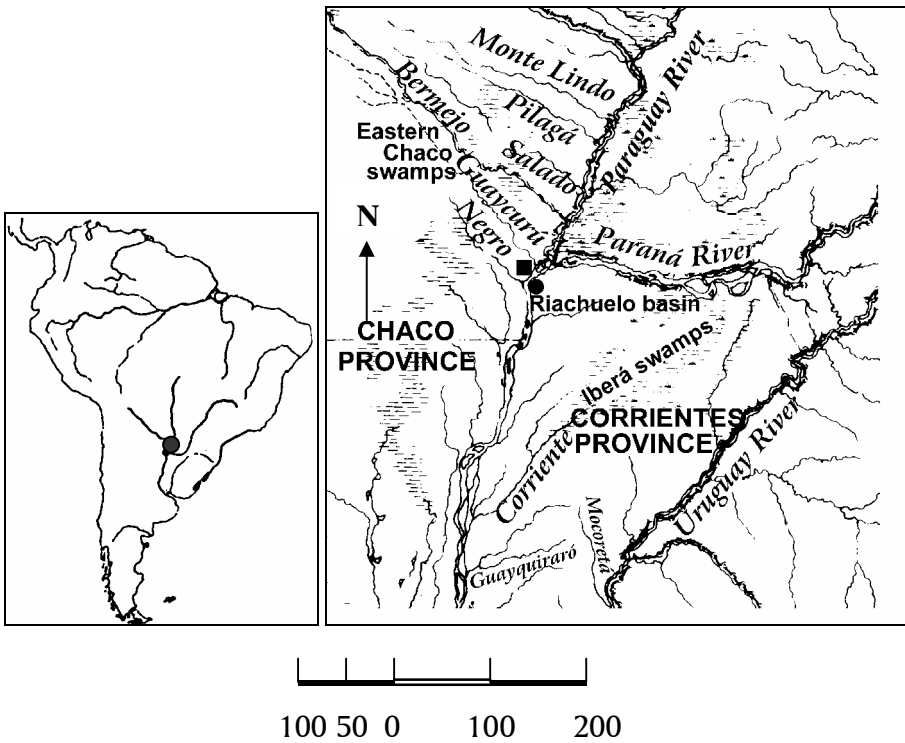 Monte Lindo
Bermejo
Pilagá
Paraguay River
Eastern
Chaco
swamps
Salado
Guaycurú
Negro
N
Paraná River
Riachuelo basin
CHACO
PROVINCE
Iberá swamps
CORRIENTES
PROVINCE
Corriente
Uruguay River
Mocoretá
Guayquiraró
100 50 0 100 200